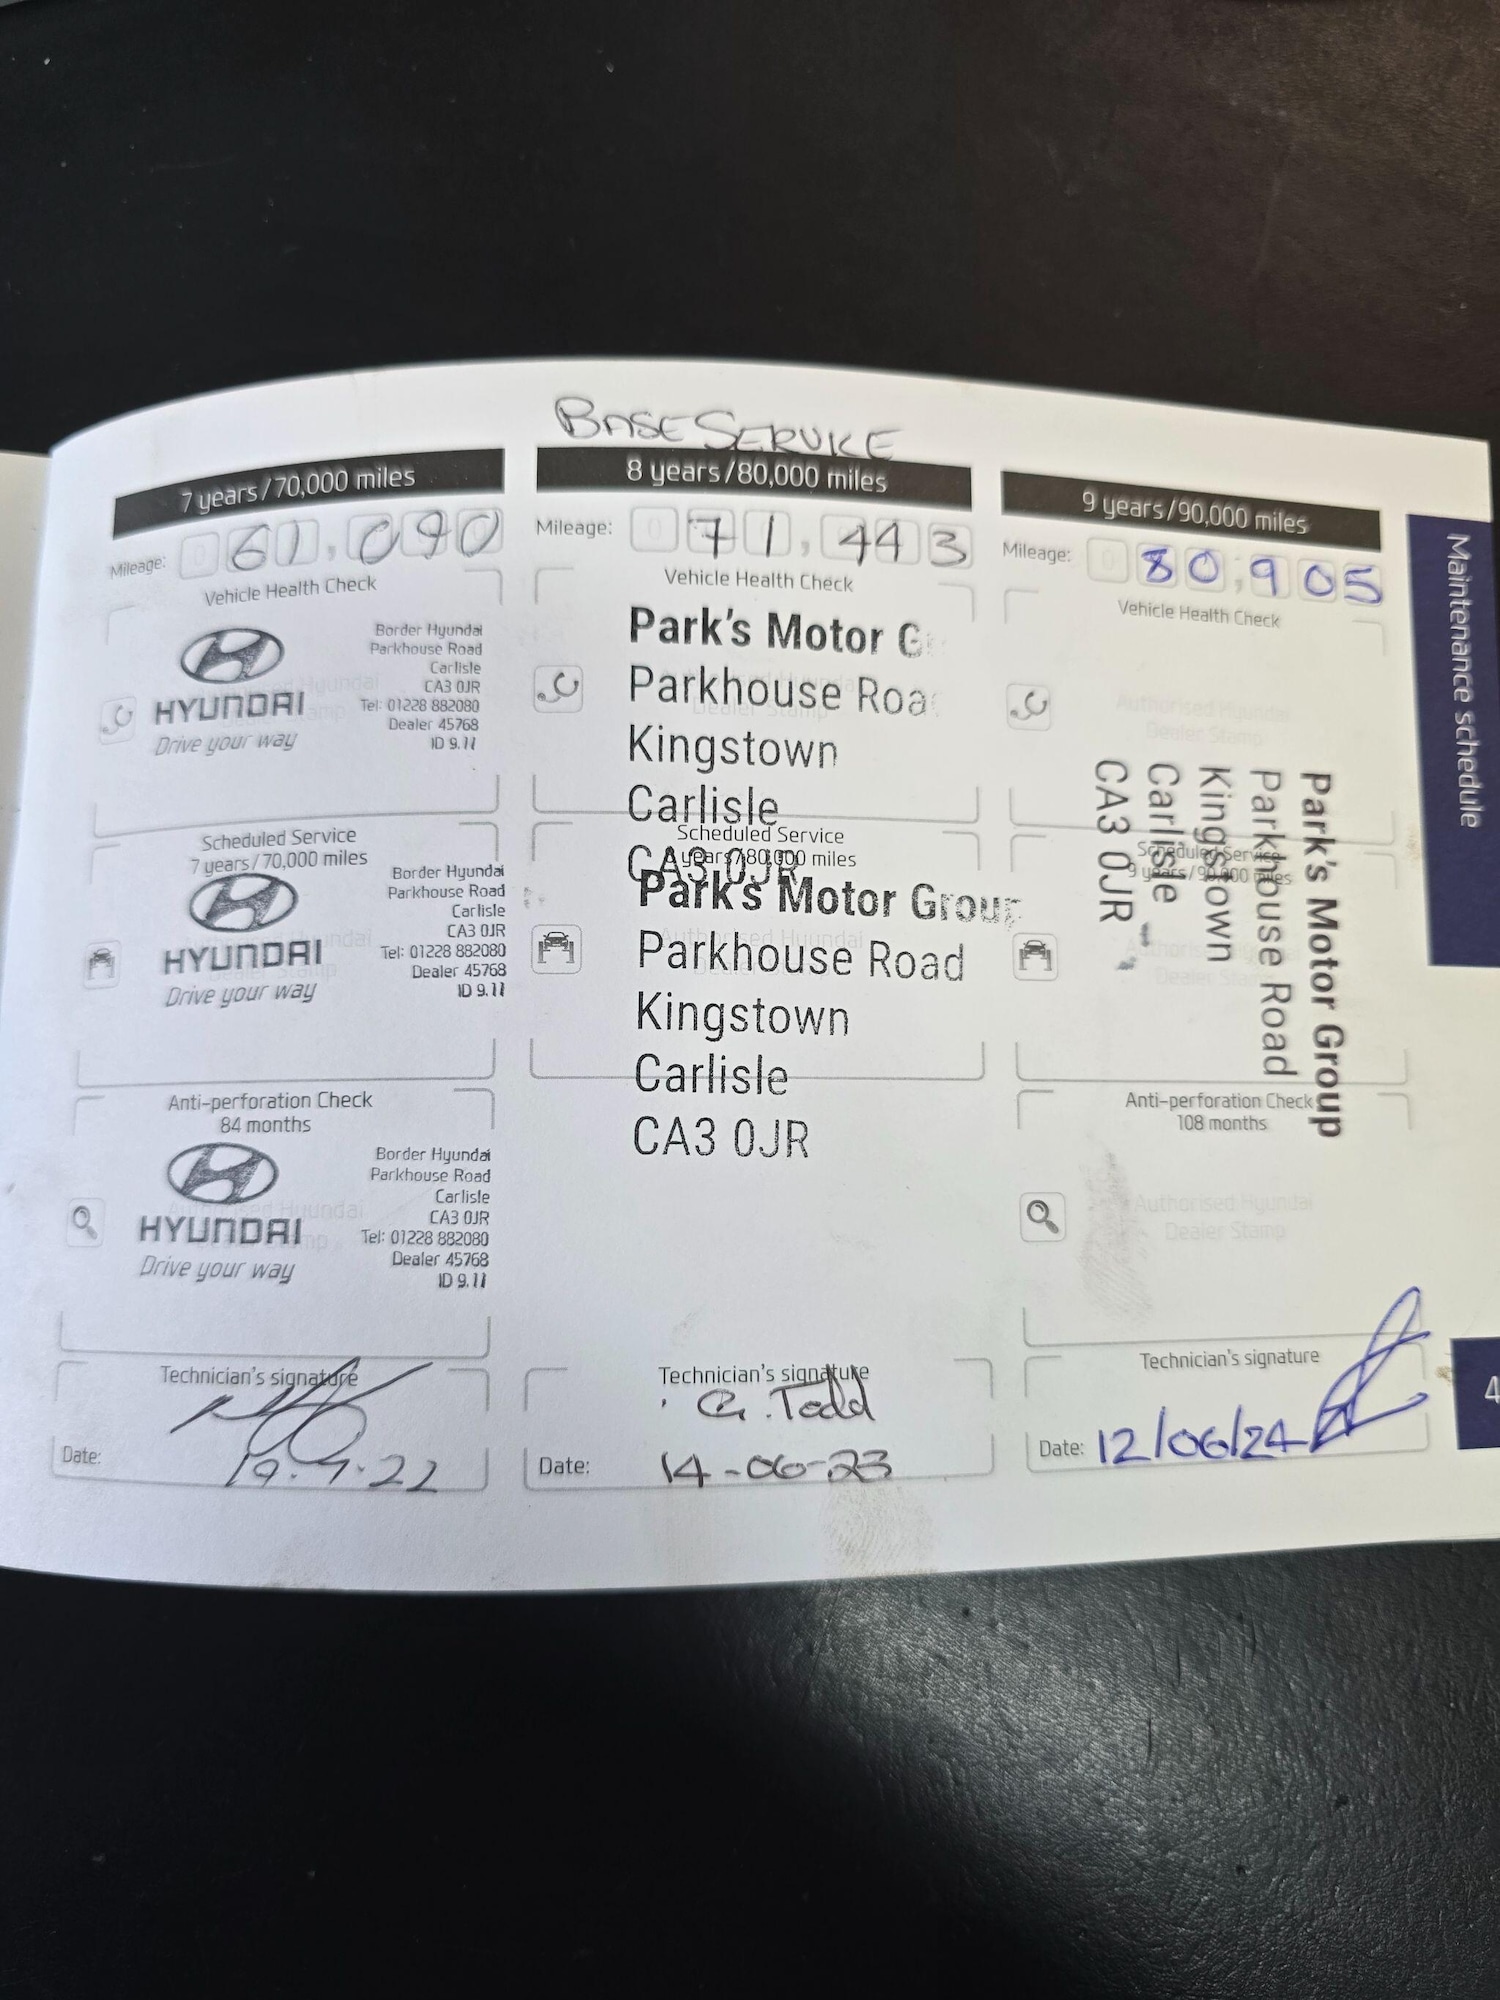 BASE SERVICE
7 years/70,000 miles
Mileage: 061,090
Vehicle Health Check
HYUNDAI
Drive your way
Border Hyundai
Parkhouse Road
Carlisle
CA3 0JR
Tel: 01228 882080
Dealer 45768
ID 9.11
Scheduled Service
7 years/70,000 miles
HYUNDAI
Drive your way
Border Hyundai
Parkhouse Road
Carlisle
CA3 0JR
Tel: 01228 882080
Dealer 45768
ID 9.11
Anti-perforation Check
84 months
HYUNDAI
Drive your way
Border Hyundai
Parkhouse Road
Carlisle
CA3 0JR
Tel: 01228 882080
Dealer 45768
ID 9.11
Technician's signature
Date:
8 years/80,000 miles
Mileage: 071,443
Vehicle Health Check
Park's Motor G
Parkhouse Roa
Kingstown
Carlisle
CA3 0JR
Scheduled Service
8 years/80,000 miles
Park's Motor Group
Parkhouse Road
Kingstown
Carlisle
CA3 0JR
Technician's signature
G. Todd
Date: 14-06-23
9 years/90,000 miles
Mileage: 080,905
Vehicle Health Check
Authorised Hyundai
Dealer Stamp
Park's Motor Group
Parkhouse Road
Kingstown
Carlisle
CA3 0JR
Scheduled Service
9 years/90,000 miles
Anti-perforation Check
108 months
Authorised Hyundai
Dealer Stamp
Technician's signature
Date: 12/06/24
Maintenance schedule
4